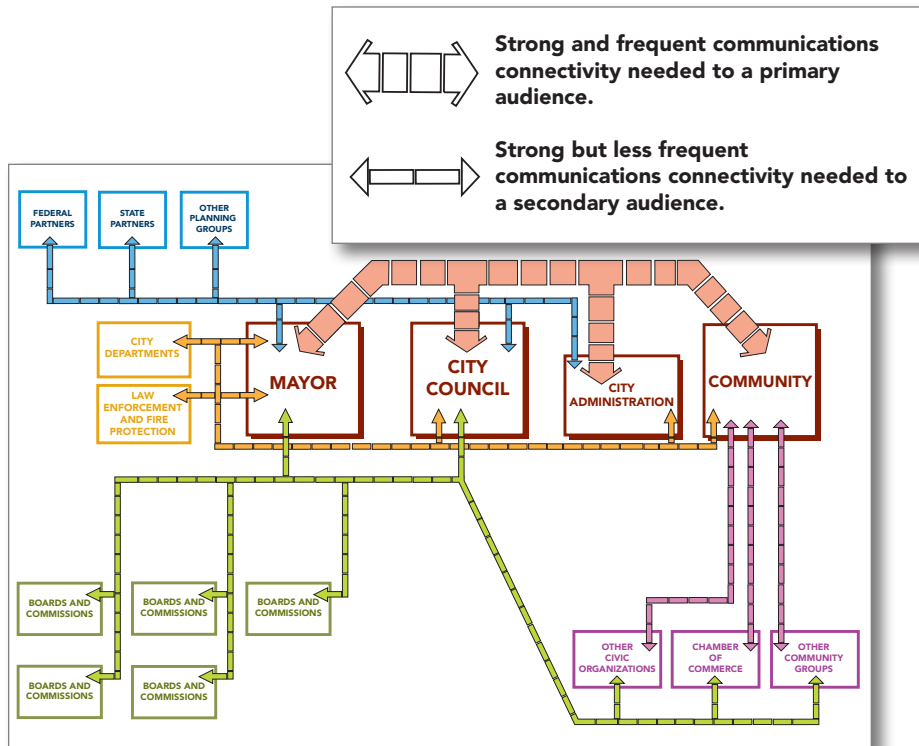 Strong and frequent communications
connectivity needed to a primary
audience.
Strong but less frequent
communications connectivity needed to
a secondary audience.
FEDERAL
PARTNERS
STATE
PARTNERS
OTHER
PLANNING
GROUPS
CITY
DEPARTMENTS
LAW
ENFORCEMENT
AND FIRE
PROTECTION
MAYOR
CITY
COUNCIL
CITY
ADMINISTRATION
COMMUNITY
BOARDS AND
COMMISSIONS
BOARDS AND
COMMISSIONS
BOARDS AND
COMMISSIONS
BOARDS AND
COMMISSIONS
BOARDS AND
COMMISSIONS
OTHER
CIVIC
ORGANIZATIONS
CHAMBER
OF
COMMERCE
OTHER
COMMUNITY
GROUPS